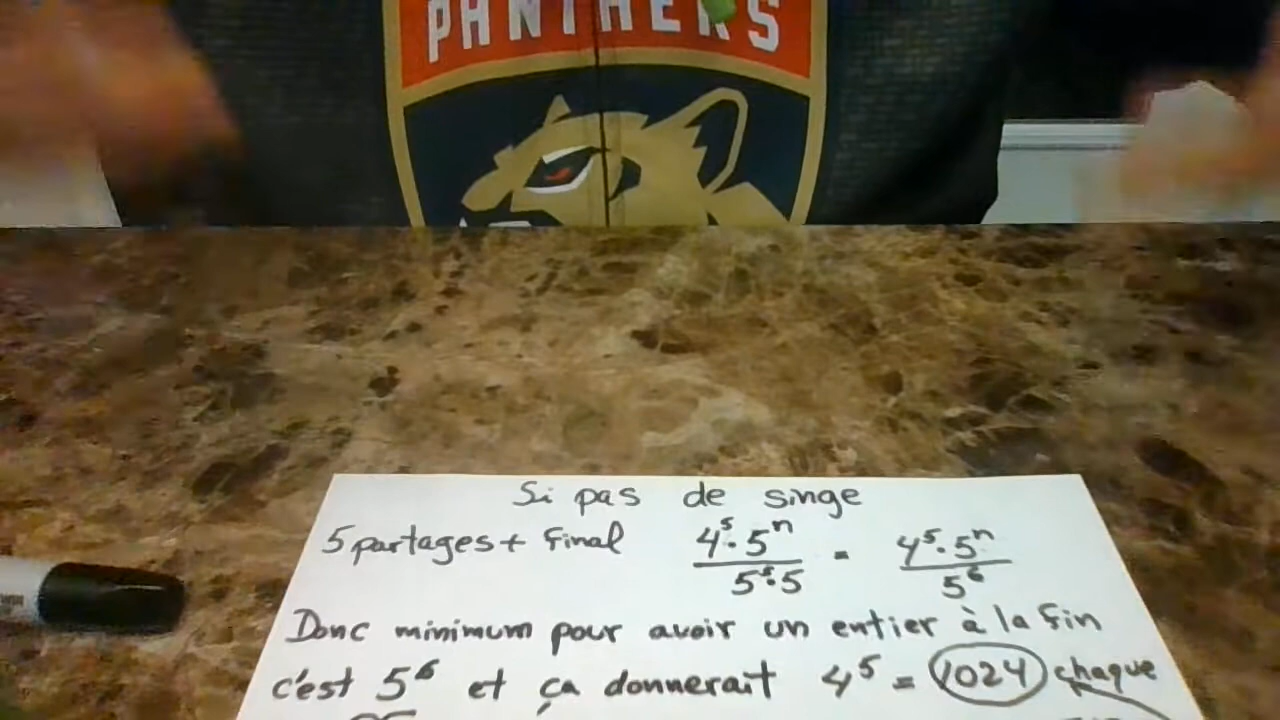 PANTHERS
Si pas de singe
5 partages + final 4⁵·5ⁿ / 5⁵·5 = 4⁵·5ⁿ / 5⁶
Donc minimum pour avoir un entier à la fin
c'est 5⁶ et ça donnerait 4⁵ = 1024 chaque